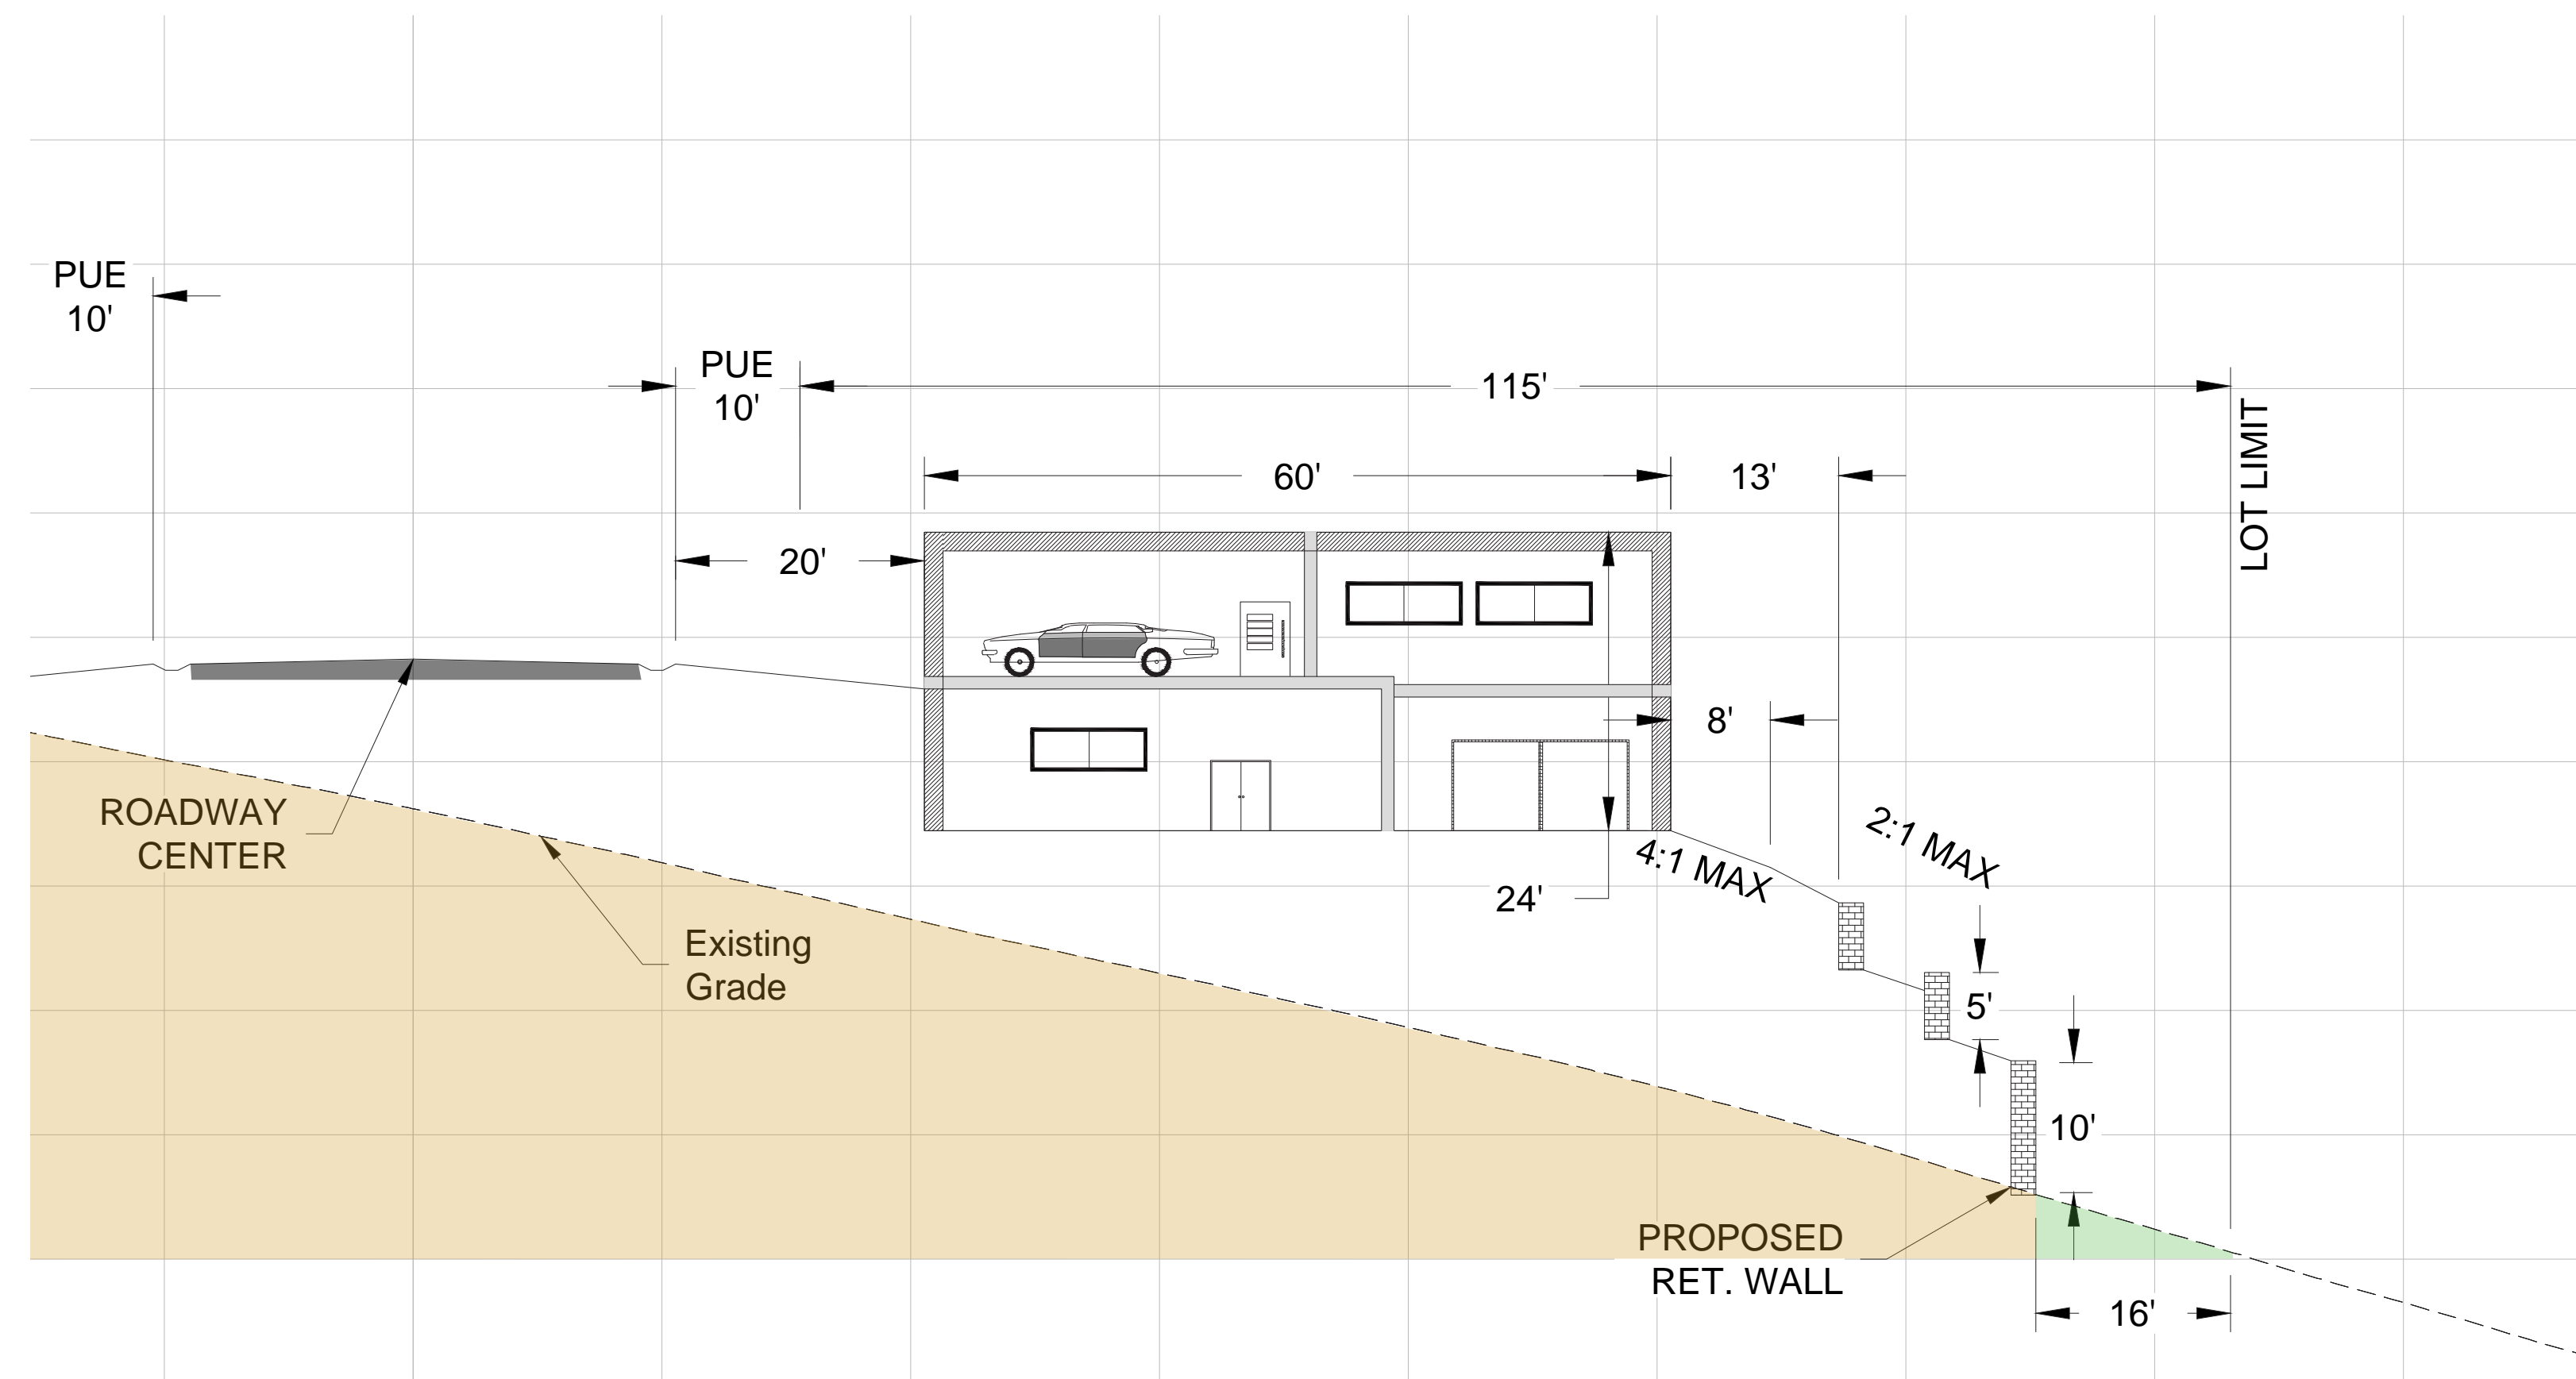 PUE
10'
PUE
10'
115'
LOT LIMIT
60'
13'
20'
8'
ROADWAY
CENTER
2:1 MAX
4:1 MAX
24'
Existing
Grade
5'
10'
PROPOSED
RET. WALL
16'